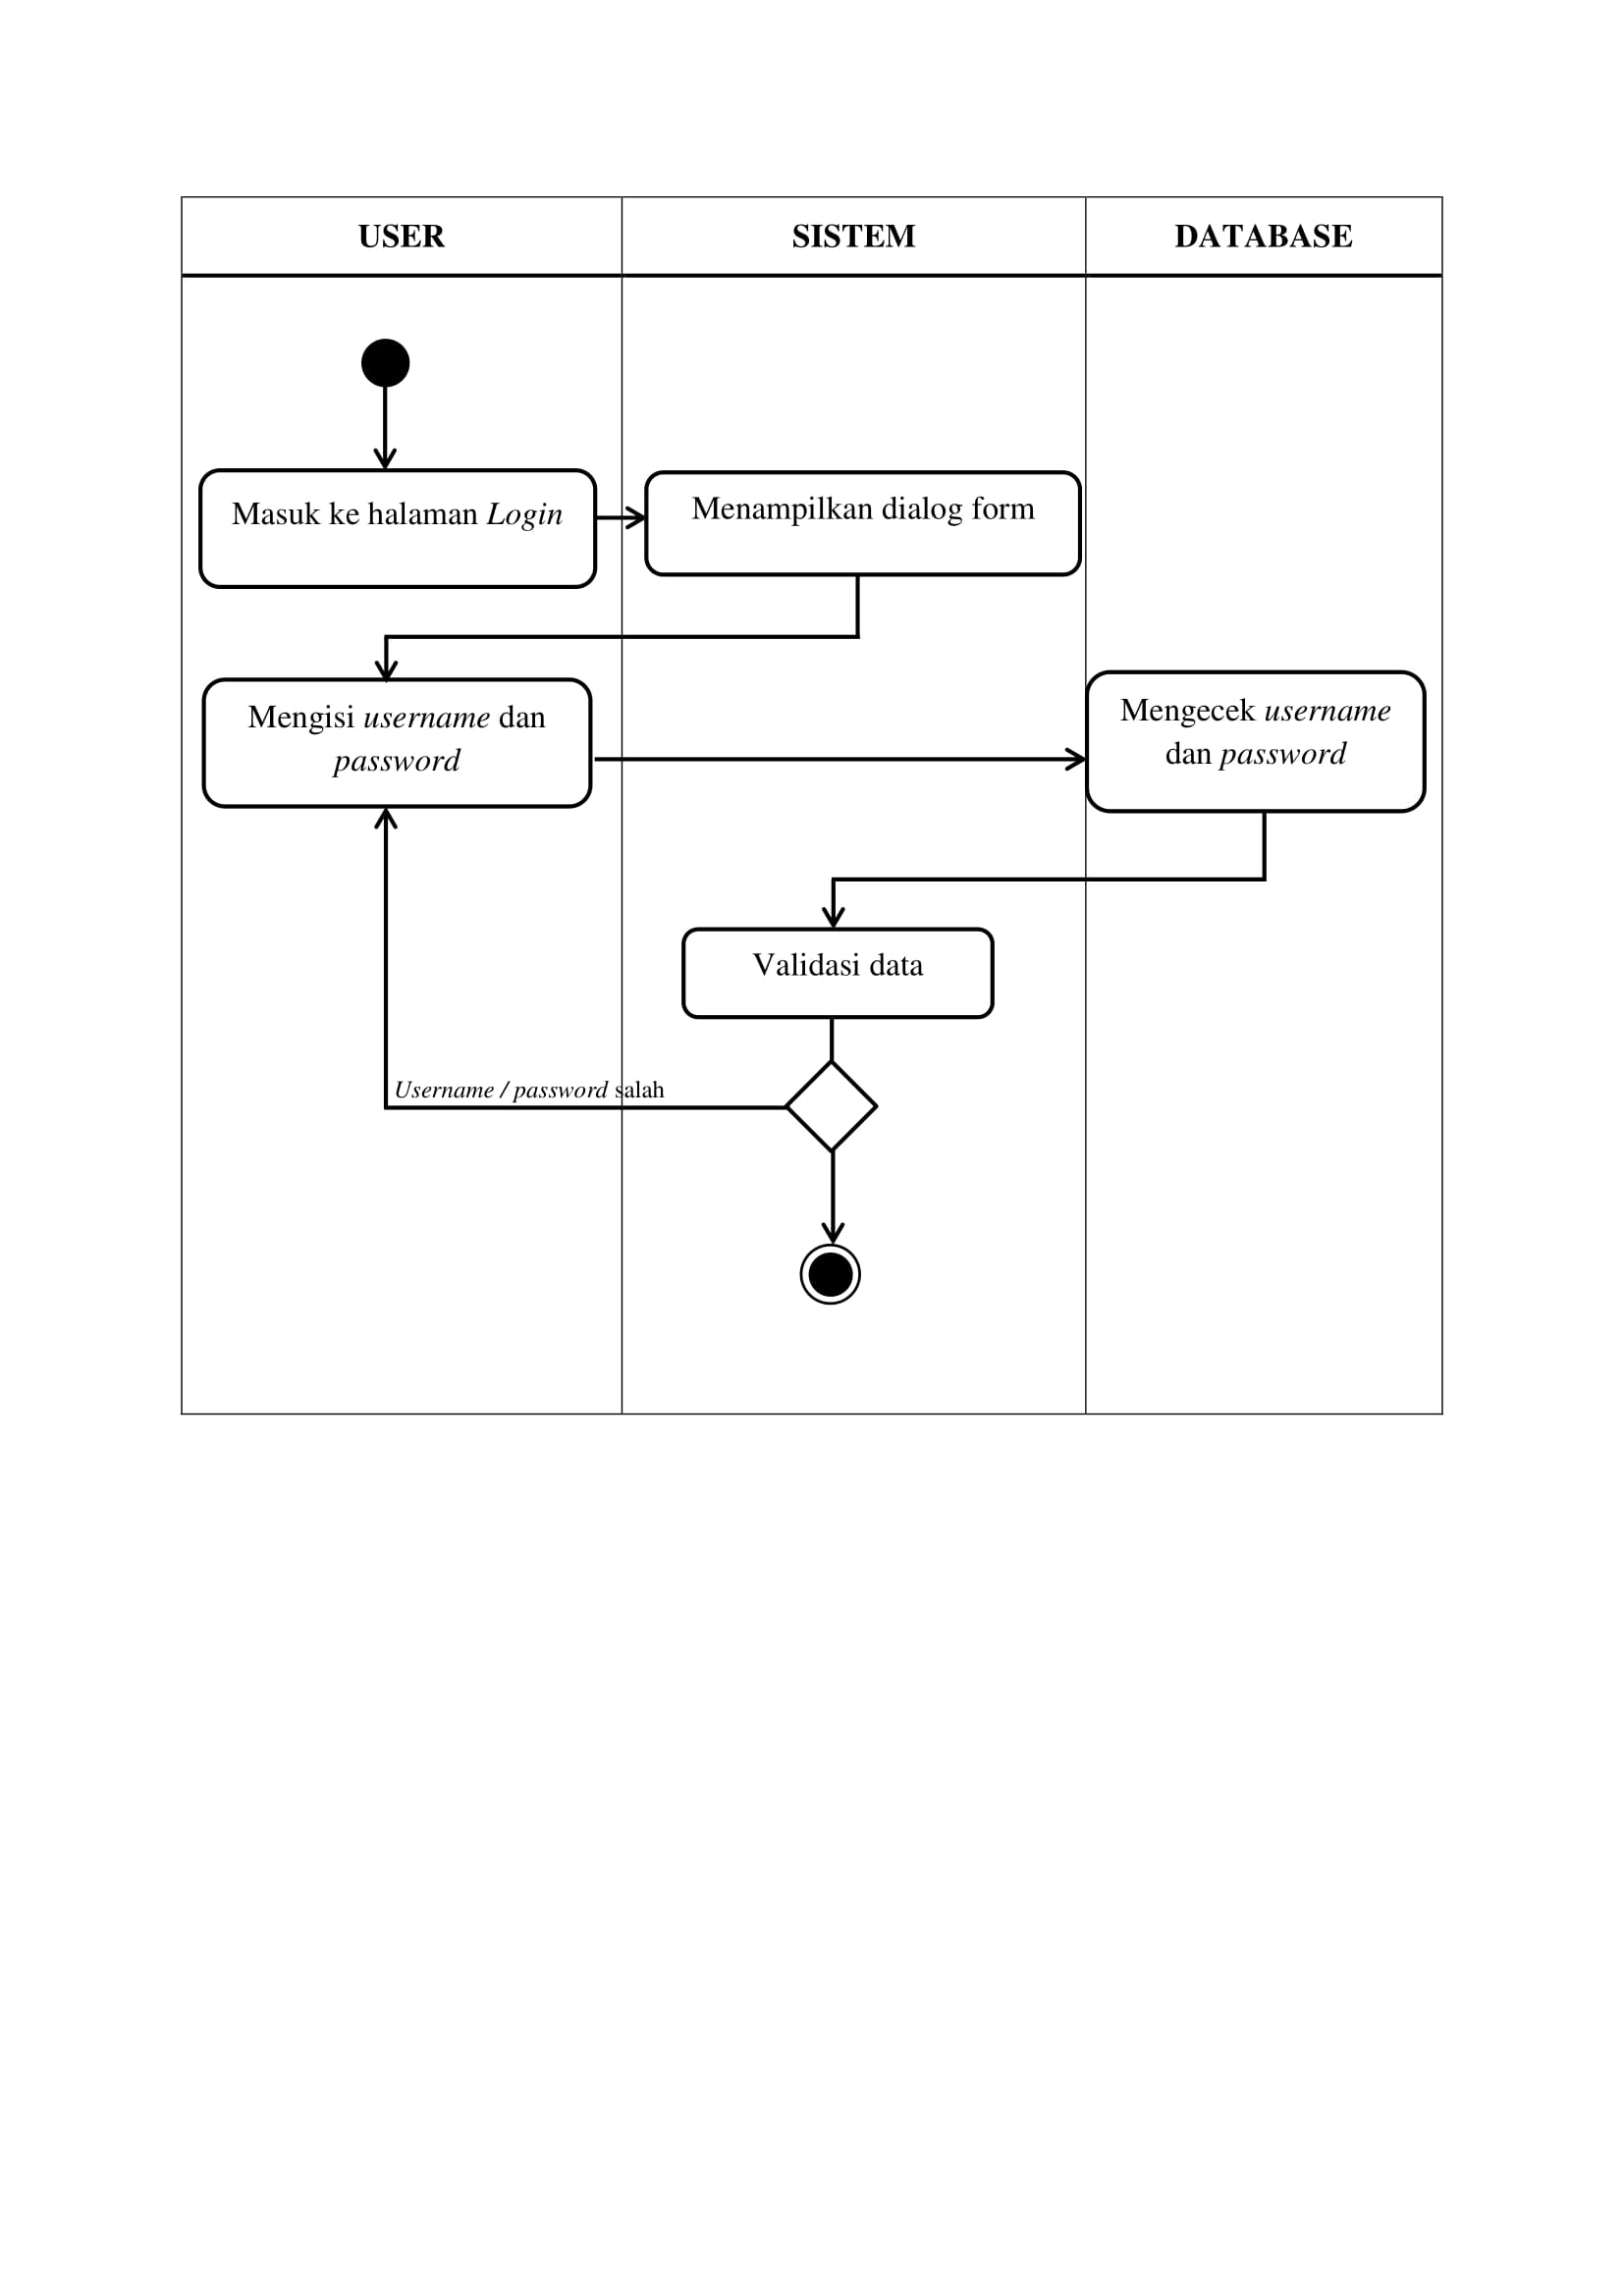 USER
SISTEM
DATABASE
Masuk ke halaman Login
Menampilkan dialog form
Mengisi username dan
password
Mengecek username
dan password
Validasi data
Username / password salah